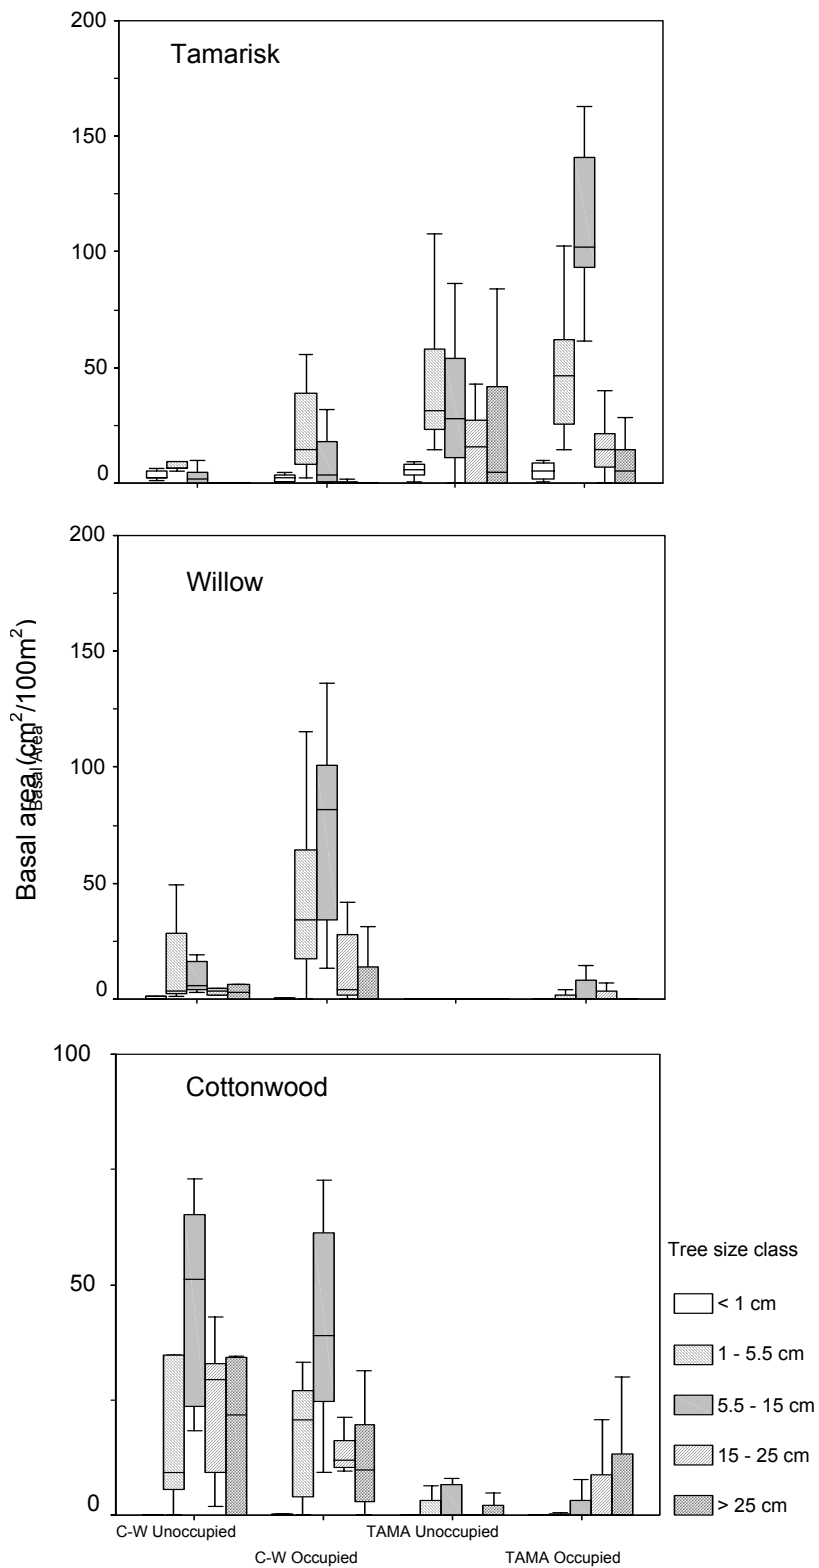 200
Tamarisk
150
100
50
0
200
Willow
150
100
50
0
Basal area (cm²/100m²)
Basal Area
100
Cottonwood
50
0
C-W Unoccupied
C-W Occupied
TAMA Unoccupied
TAMA Occupied
Tree size class
< 1 cm
1 - 5.5 cm
5.5 - 15 cm
15 - 25 cm
> 25 cm